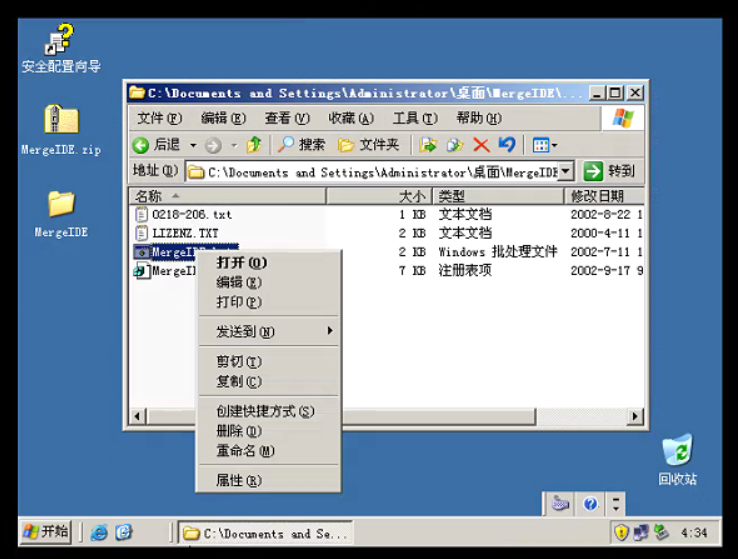 安全配置向导
MergeIDE.zip
MergeIDE
C:\Documents and Settings\Administrator\桌面\MergeIDE\...
文件(F) 编辑(E) 查看(V) 收藏(A) 工具(T) 帮助(H)
后退 搜索 文件夹
地址(D) C:\Documents and Settings\Administrator\桌面\MergeIDE 转到
名称 大小 类型 修改日期
0218-206.txt 1 KB 文本文档 2002-8-22 1
LIZENZ.TXT 2 KB 文本文档 2000-4-11 1
MergeIDE 2 KB Windows 批处理文件 2002-7-11 1
MergeI 7 KB 注册表项 2002-9-17 9
打开(O)
编辑(E)
打印(P)
发送到(N)
剪切(T)
复制(C)
创建快捷方式(S)
删除(D)
重命名(M)
属性(R)
回收站
开始 C:\Documents and Se... 4:34